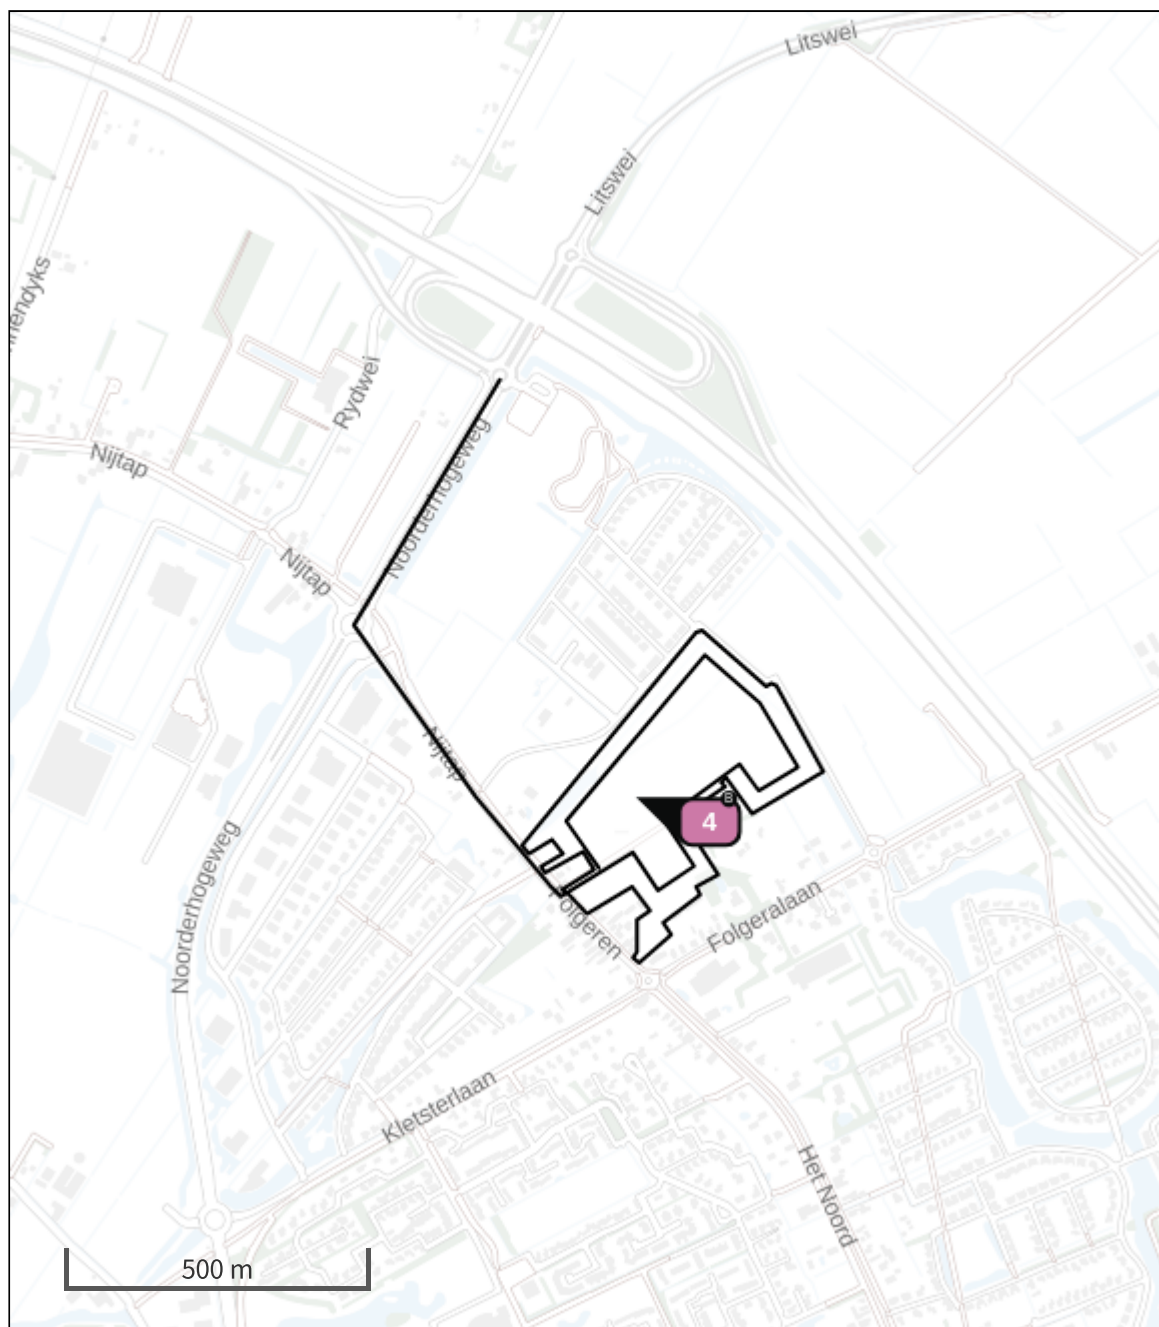 Litswei
Litswei
Rydwei
Nijtap
Noorderhogeweg
Nijtap
Nijtap
B
4
Noorderhogeweg
Folgeren
Folgeralaan
Kletsterlaan
Het Noord
500 m